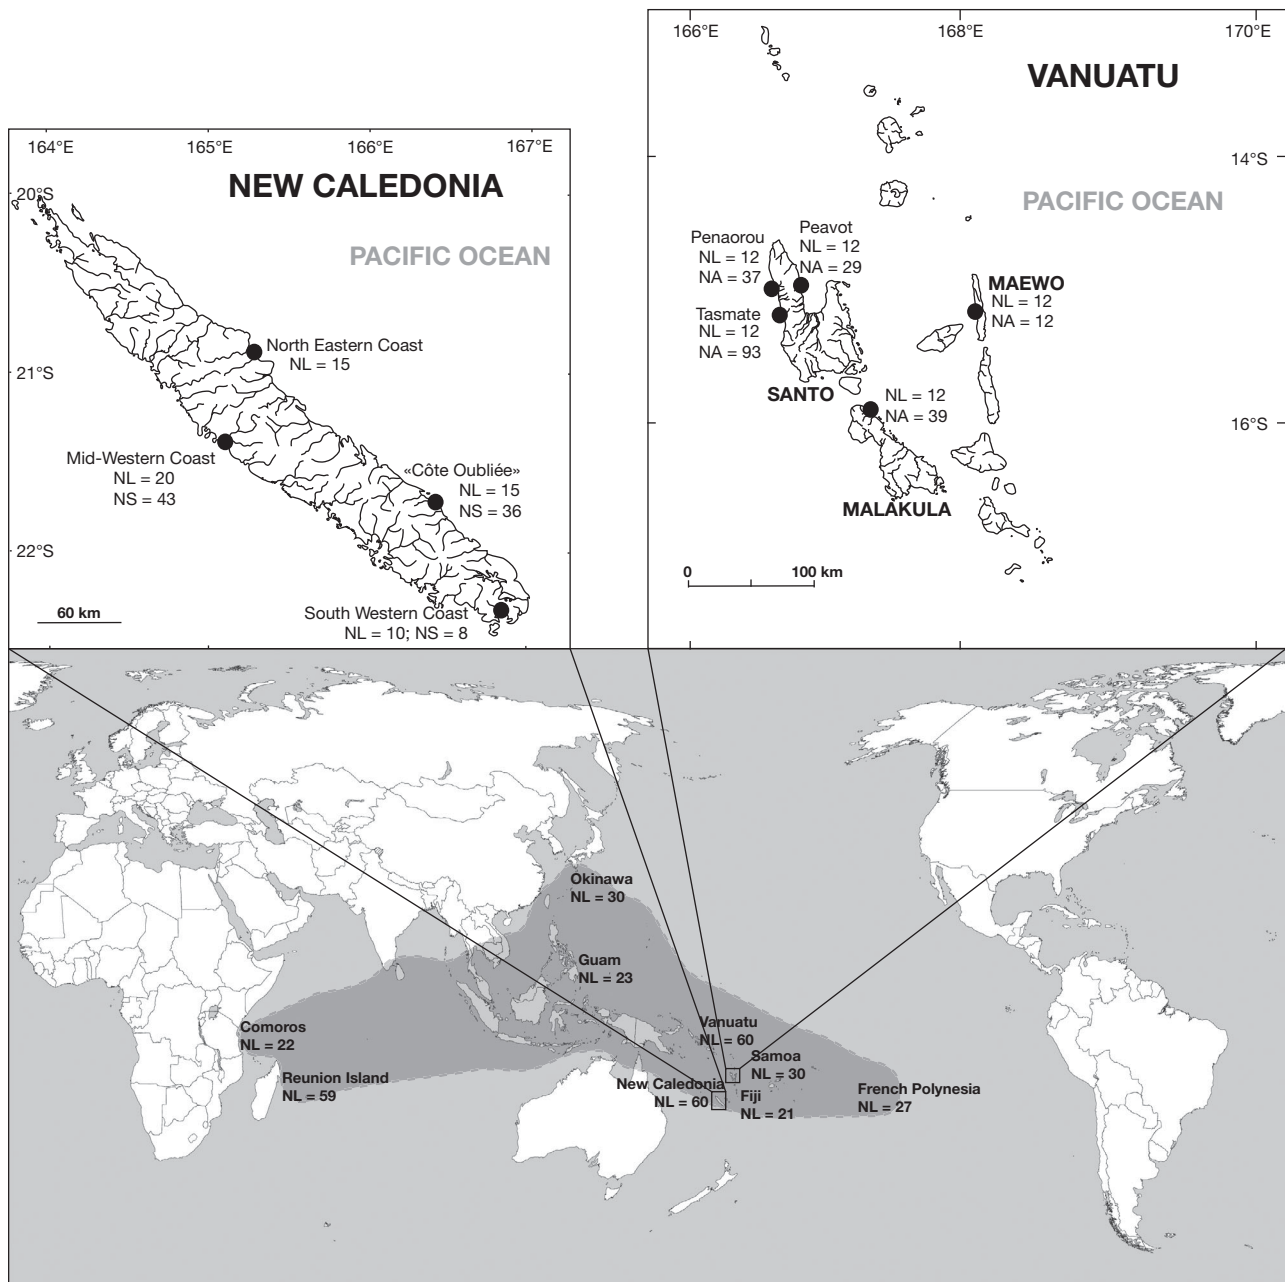 166°E
168°E
170°E
VANUATU
14°S
PACIFIC OCEAN
Penaorou
NL = 12
NA = 37
Peavot
NL = 12
NA = 29
Tasmate
NL = 12
NA = 93
SANTO
MAEWO
NL = 12
NA = 12
NL = 12
NA = 39
16°S
MALAKULA
0
100 km
164°E
165°E
166°E
167°E
NEW CALEDONIA
20°S
PACIFIC OCEAN
North Eastern Coast
NL = 15
21°S
Mid-Western Coast
NL = 20
NS = 43
«Côte Oubliée»
NL = 15
NS = 36
22°S
South Western Coast
NL = 10; NS = 8
60 km
Okinawa
NL = 30
Guam
NL = 23
Comoros
NL = 22
Reunion Island
NL = 59
Vanuatu
NL = 60
Samoa
NL = 30
New Caledonia
NL = 60
Fiji
NL = 21
French Polynesia
NL = 27